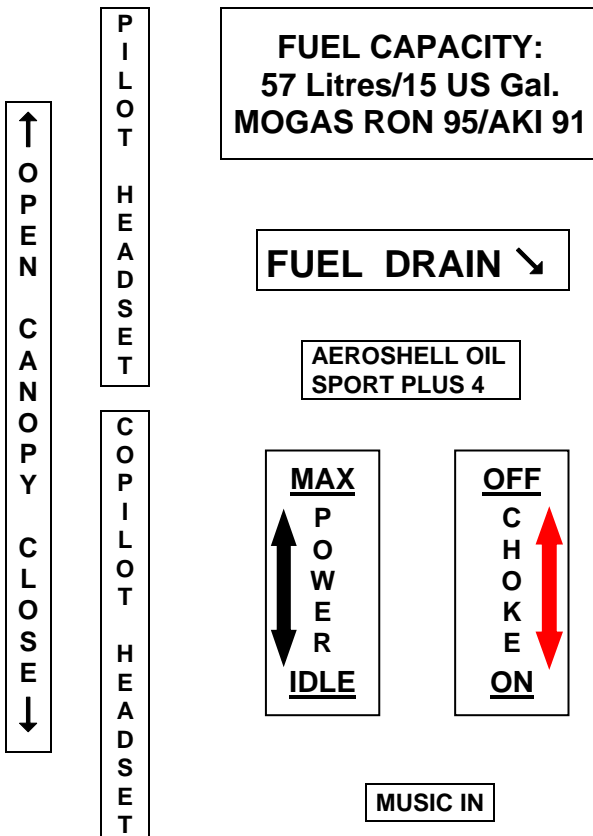 ↑ OPEN CANOPY CLOSE ↓
PILOT HEADSET
COPILOT HEADSET
FUEL CAPACITY:
57 Litres/15 US Gal.
MOGAS RON 95/AKI 91
FUEL DRAIN ↘
AEROSHELL OIL
SPORT PLUS 4
MAX
POWER
IDLE
OFF
CHOKE
ON
MUSIC IN